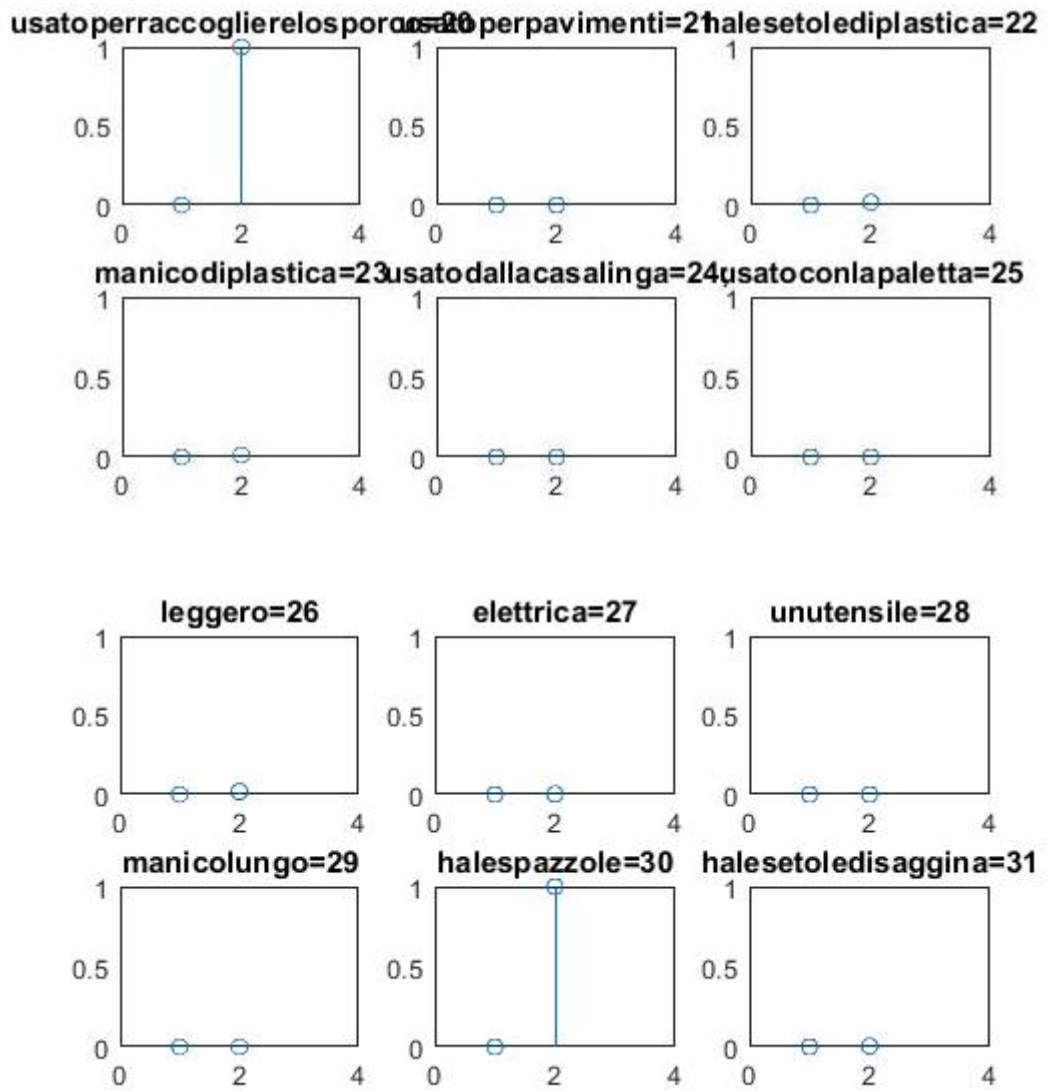 usatoperraccoglierelosporco=20 usatoperpavimenti=21 halesetolediplastica=22
1 1 1
0.5 0.5 0.5
0 0 0
0 2 4 0 2 4 0 2 4
manicodiplastica=23 usatodallacasalinga=24; usatoconlapaletta=25
1 1 1
0.5 0.5 0.5
0 0 0
0 2 4 0 2 4 0 2 4
leggero=26 elettrica=27 unutensile=28
1 1 1
0.5 0.5 0.5
0 0 0
0 2 4 0 2 4 0 2 4
manicolungo=29 halespazzole=30 halesetoledisaggina=31
1 1 1
0.5 0.5 0.5
0 0 0
0 2 4 0 2 4 0 2 4